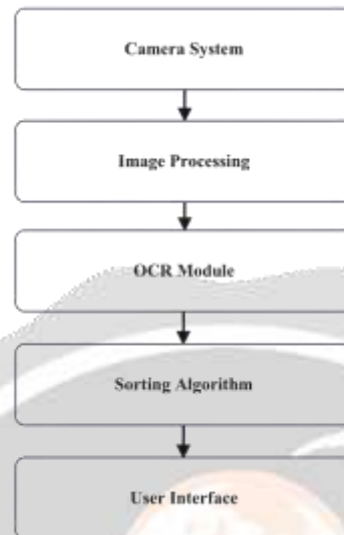 Camera System
Image Processing
OCR Module
Sorting Algorithm
User Interface